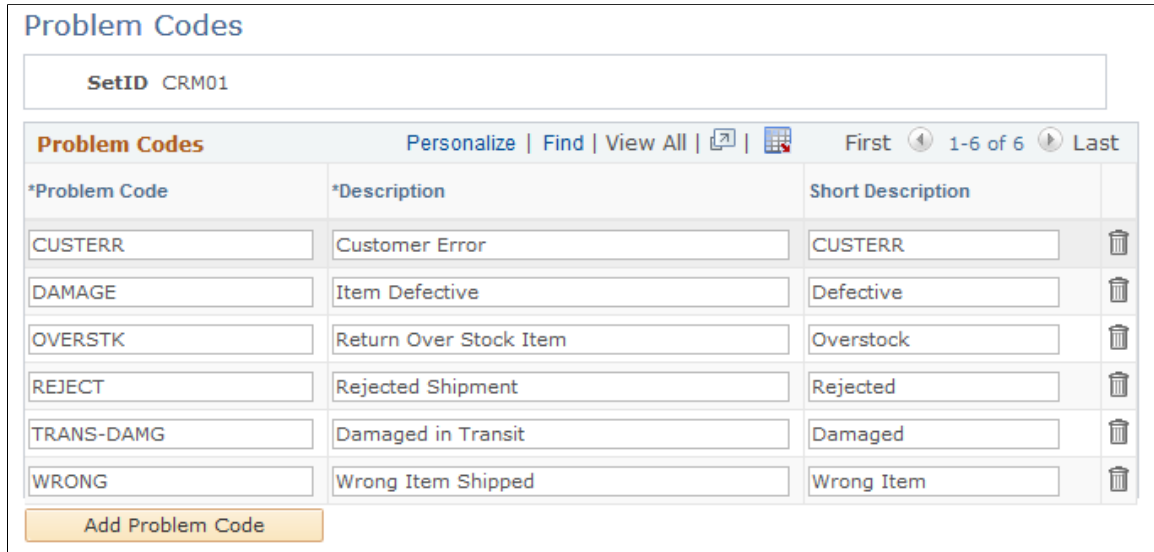 Problem Codes
SetID CRM01
Problem Codes Personalize | Find | View All | | First 1-6 of 6 Last
*Problem Code *Description Short Description
CUSTERR Customer Error CUSTERR
DAMAGE Item Defective Defective
OVERSTK Return Over Stock Item Overstock
REJECT Rejected Shipment Rejected
TRANS-DAMG Damaged in Transit Damaged
WRONG Wrong Item Shipped Wrong Item
Add Problem Code